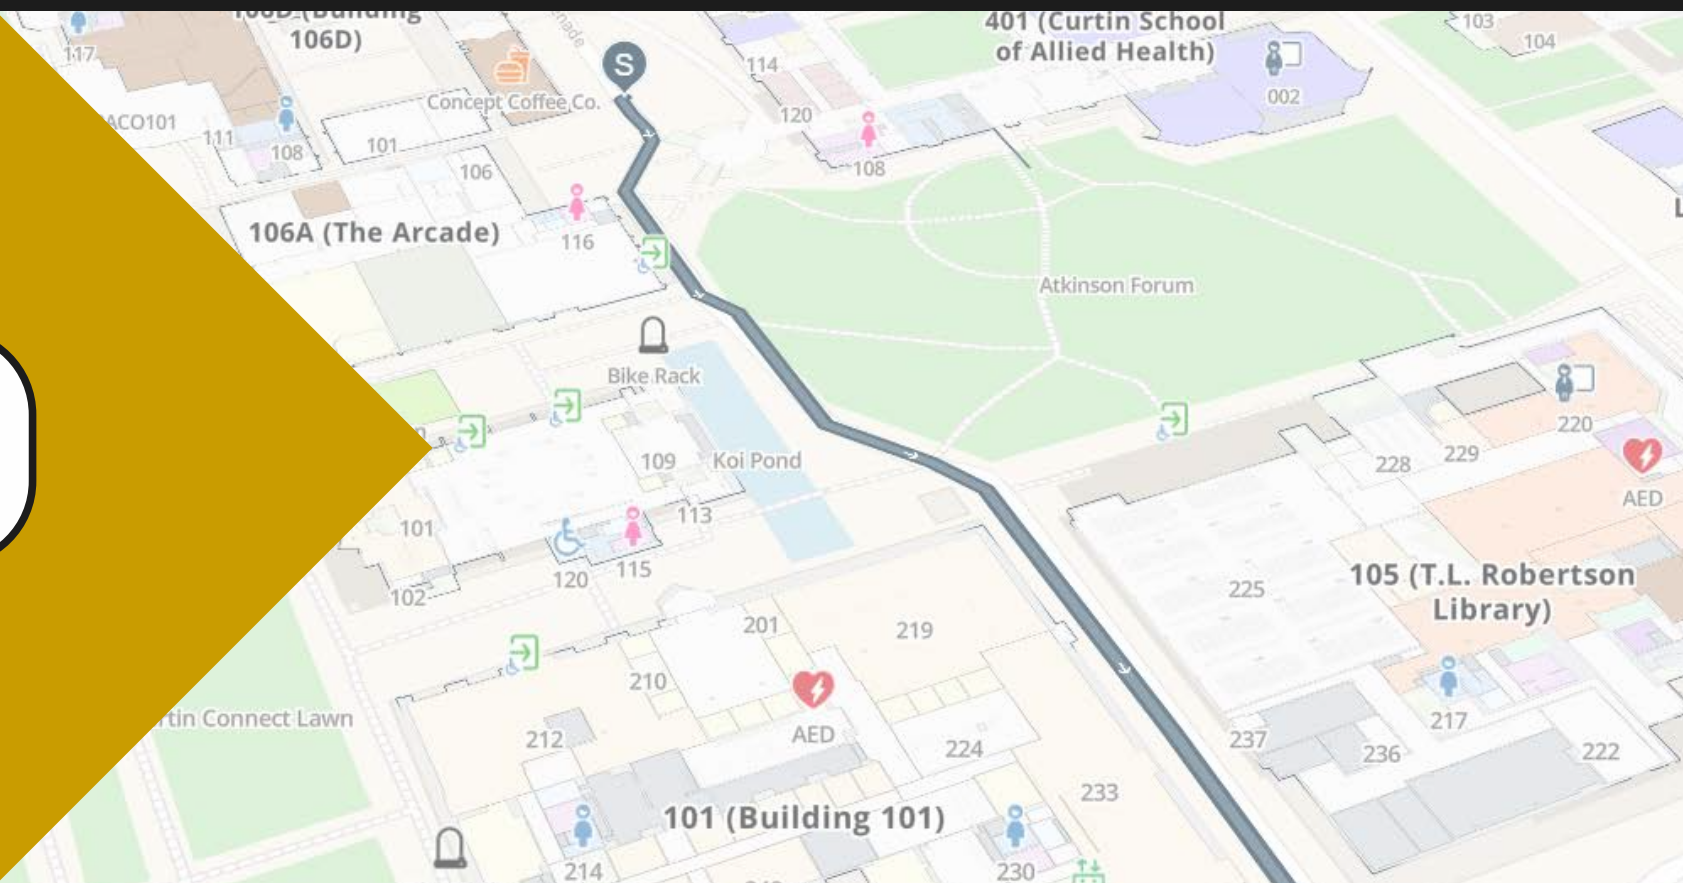 106D (Building
106D)
401 (Curtin School
of Allied Health)
103
104
117
S
114
002
Concept Coffee Co.
ACO101
111
108
101
120
108
106
106A (The Arcade)
116
Atkinson Forum
Bike Rack
220
109
Koi Pond
228
229
AED
101
113
120
115
102
105 (T.L. Robertson
Library)
225
201
219
210
217
rtin Connect Lawn
AED
212
224
237
236
222
233
101 (Building 101)
214
230